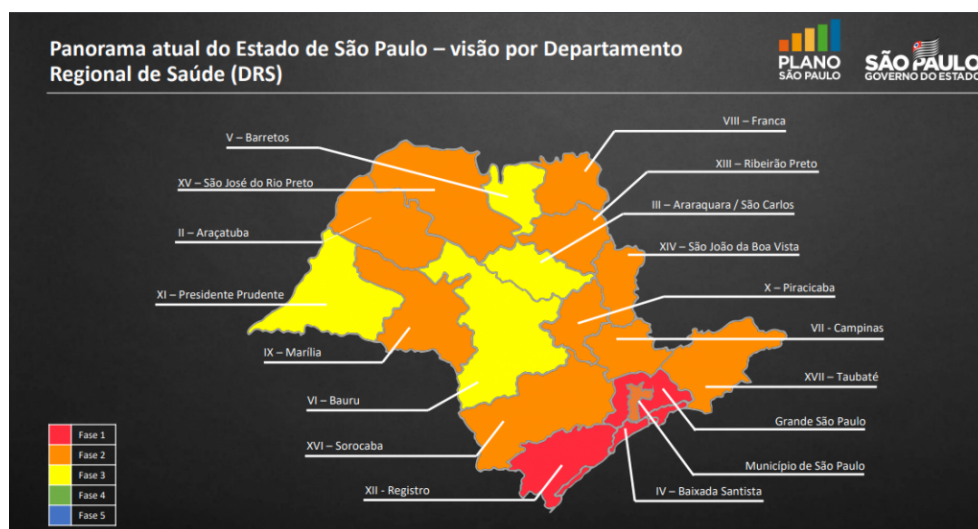 Panorama atual do Estado de São Paulo – visão por Departamento
Regional de Saúde (DRS)
PLANO
SÃO PAULO
SÃO PAULO
GOVERNO DO ESTADO
VIII – Franca
V – Barretos
XIII – Ribeirão Preto
XV – São José do Rio Preto
III – Araraquara / São Carlos
II – Araçatuba
XIV – São João da Boa Vista
XI – Presidente Prudente
X – Piracicaba
VII - Campinas
IX – Marília
XVII – Taubaté
VI – Bauru
Grande São Paulo
XVI – Sorocaba
Município de São Paulo
XII - Registro
IV – Baixada Santista
Fase 1
Fase 2
Fase 3
Fase 4
Fase 5